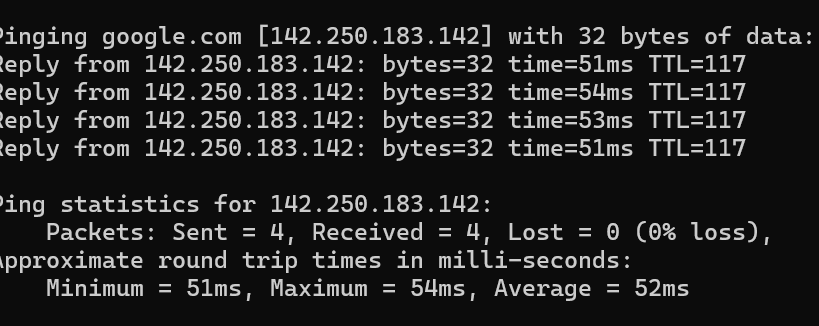 Pinging google.com [142.250.183.142] with 32 bytes of data:
Reply from 142.250.183.142: bytes=32 time=51ms TTL=117
Reply from 142.250.183.142: bytes=32 time=54ms TTL=117
Reply from 142.250.183.142: bytes=32 time=53ms TTL=117
Reply from 142.250.183.142: bytes=32 time=51ms TTL=117

Ping statistics for 142.250.183.142:
    Packets: Sent = 4, Received = 4, Lost = 0 (0% loss),
Approximate round trip times in milli-seconds:
    Minimum = 51ms, Maximum = 54ms, Average = 52ms